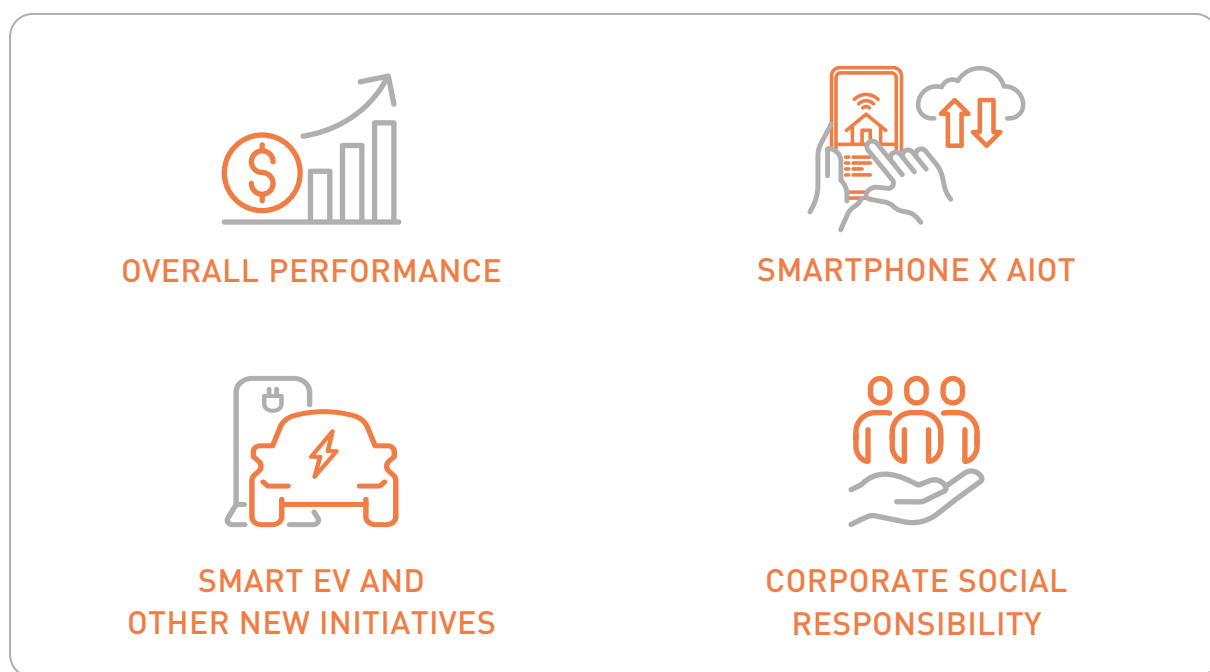 $
OVERALL PERFORMANCE
SMARTPHONE X AIOT
SMART EV AND
OTHER NEW INITIATIVES
CORPORATE SOCIAL
RESPONSIBILITY